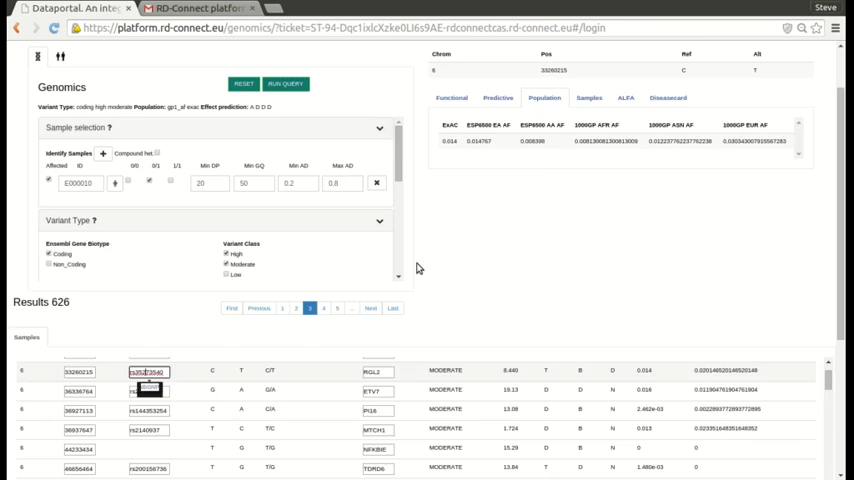 Dataportal. An inte
RD-Connect platfor
Steve
https://platform.rd-connect.eu/genomics/?ticket=ST-94-Dqc1ixlcXzke0LI6s9AE-rdconnectcas.rd-connect.eu#/login
Genomics
RESET
RUN QUERY
Variant Type: coding high moderate Population: gp1_af exac Effect prediction: A D D D
Sample selection ?
Identify Samples + Compound het.
Affected ID 0/0 0/1 1/1 Min DP Min GQ Min AD Max AD
E000010 20 50 0.2 0.8
Variant Type ?
Ensembl Gene Biotype Variant Class
Coding High
Non_Coding Moderate
Low
Chrom Pos Ref Alt
6 33260215 C T
Functional Predictive Population Samples ALFA Diseasecard
ExAC ESP6500 EA AF ESP6500 AA AF 1000GP AFR AF 1000GP ASN AF 1000GP EUR AF
0.014 0.014767 0.008398 0.008130081300813009 0.012237762237762238 0.030343007915567283
Results 626
First Previous 1 2 3 4 5 ... Next Last
Samples
6 33260215 rs35273540 C T C/T RGL2 MODERATE 8.440 T B D 0.014 0.020146520146520148
6 36336764 G A G/A ETV7 MODERATE 19.13 D D N 0.016 0.011904761904761904
6 36927113 rs144353254 C A C/A PI16 MODERATE 13.08 D B N 2.462e-03 0.0022893772893772895
6 36937647 rs2140937 T C T/C MTCH1 MODERATE 1.724 D B N 0.013 0.023351648351648352
6 44233434 T G T/G NFKBIE MODERATE 15.29 D B N 0 0
6 46656464 rs200156736 T G T/G TDRD6 MODERATE 13.84 T D N 1.480e-03 0